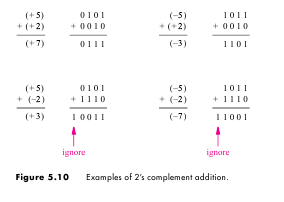 (+5) 0 1 0 1 (−5) 1 0 1 1
+ (+2) + 0 0 1 0 + (+2) + 0 0 1 0
(+7) 0 1 1 1 (−3) 1 1 0 1
(+5) 0 1 0 1 (−5) 1 0 1 1
+ (−2) + 1 1 1 0 + (−2) + 1 1 1 0
(+3) 1 0 0 1 1 (−7) 1 1 0 0 1
ignore ignore
Figure 5.10 Examples of 2's complement addition.